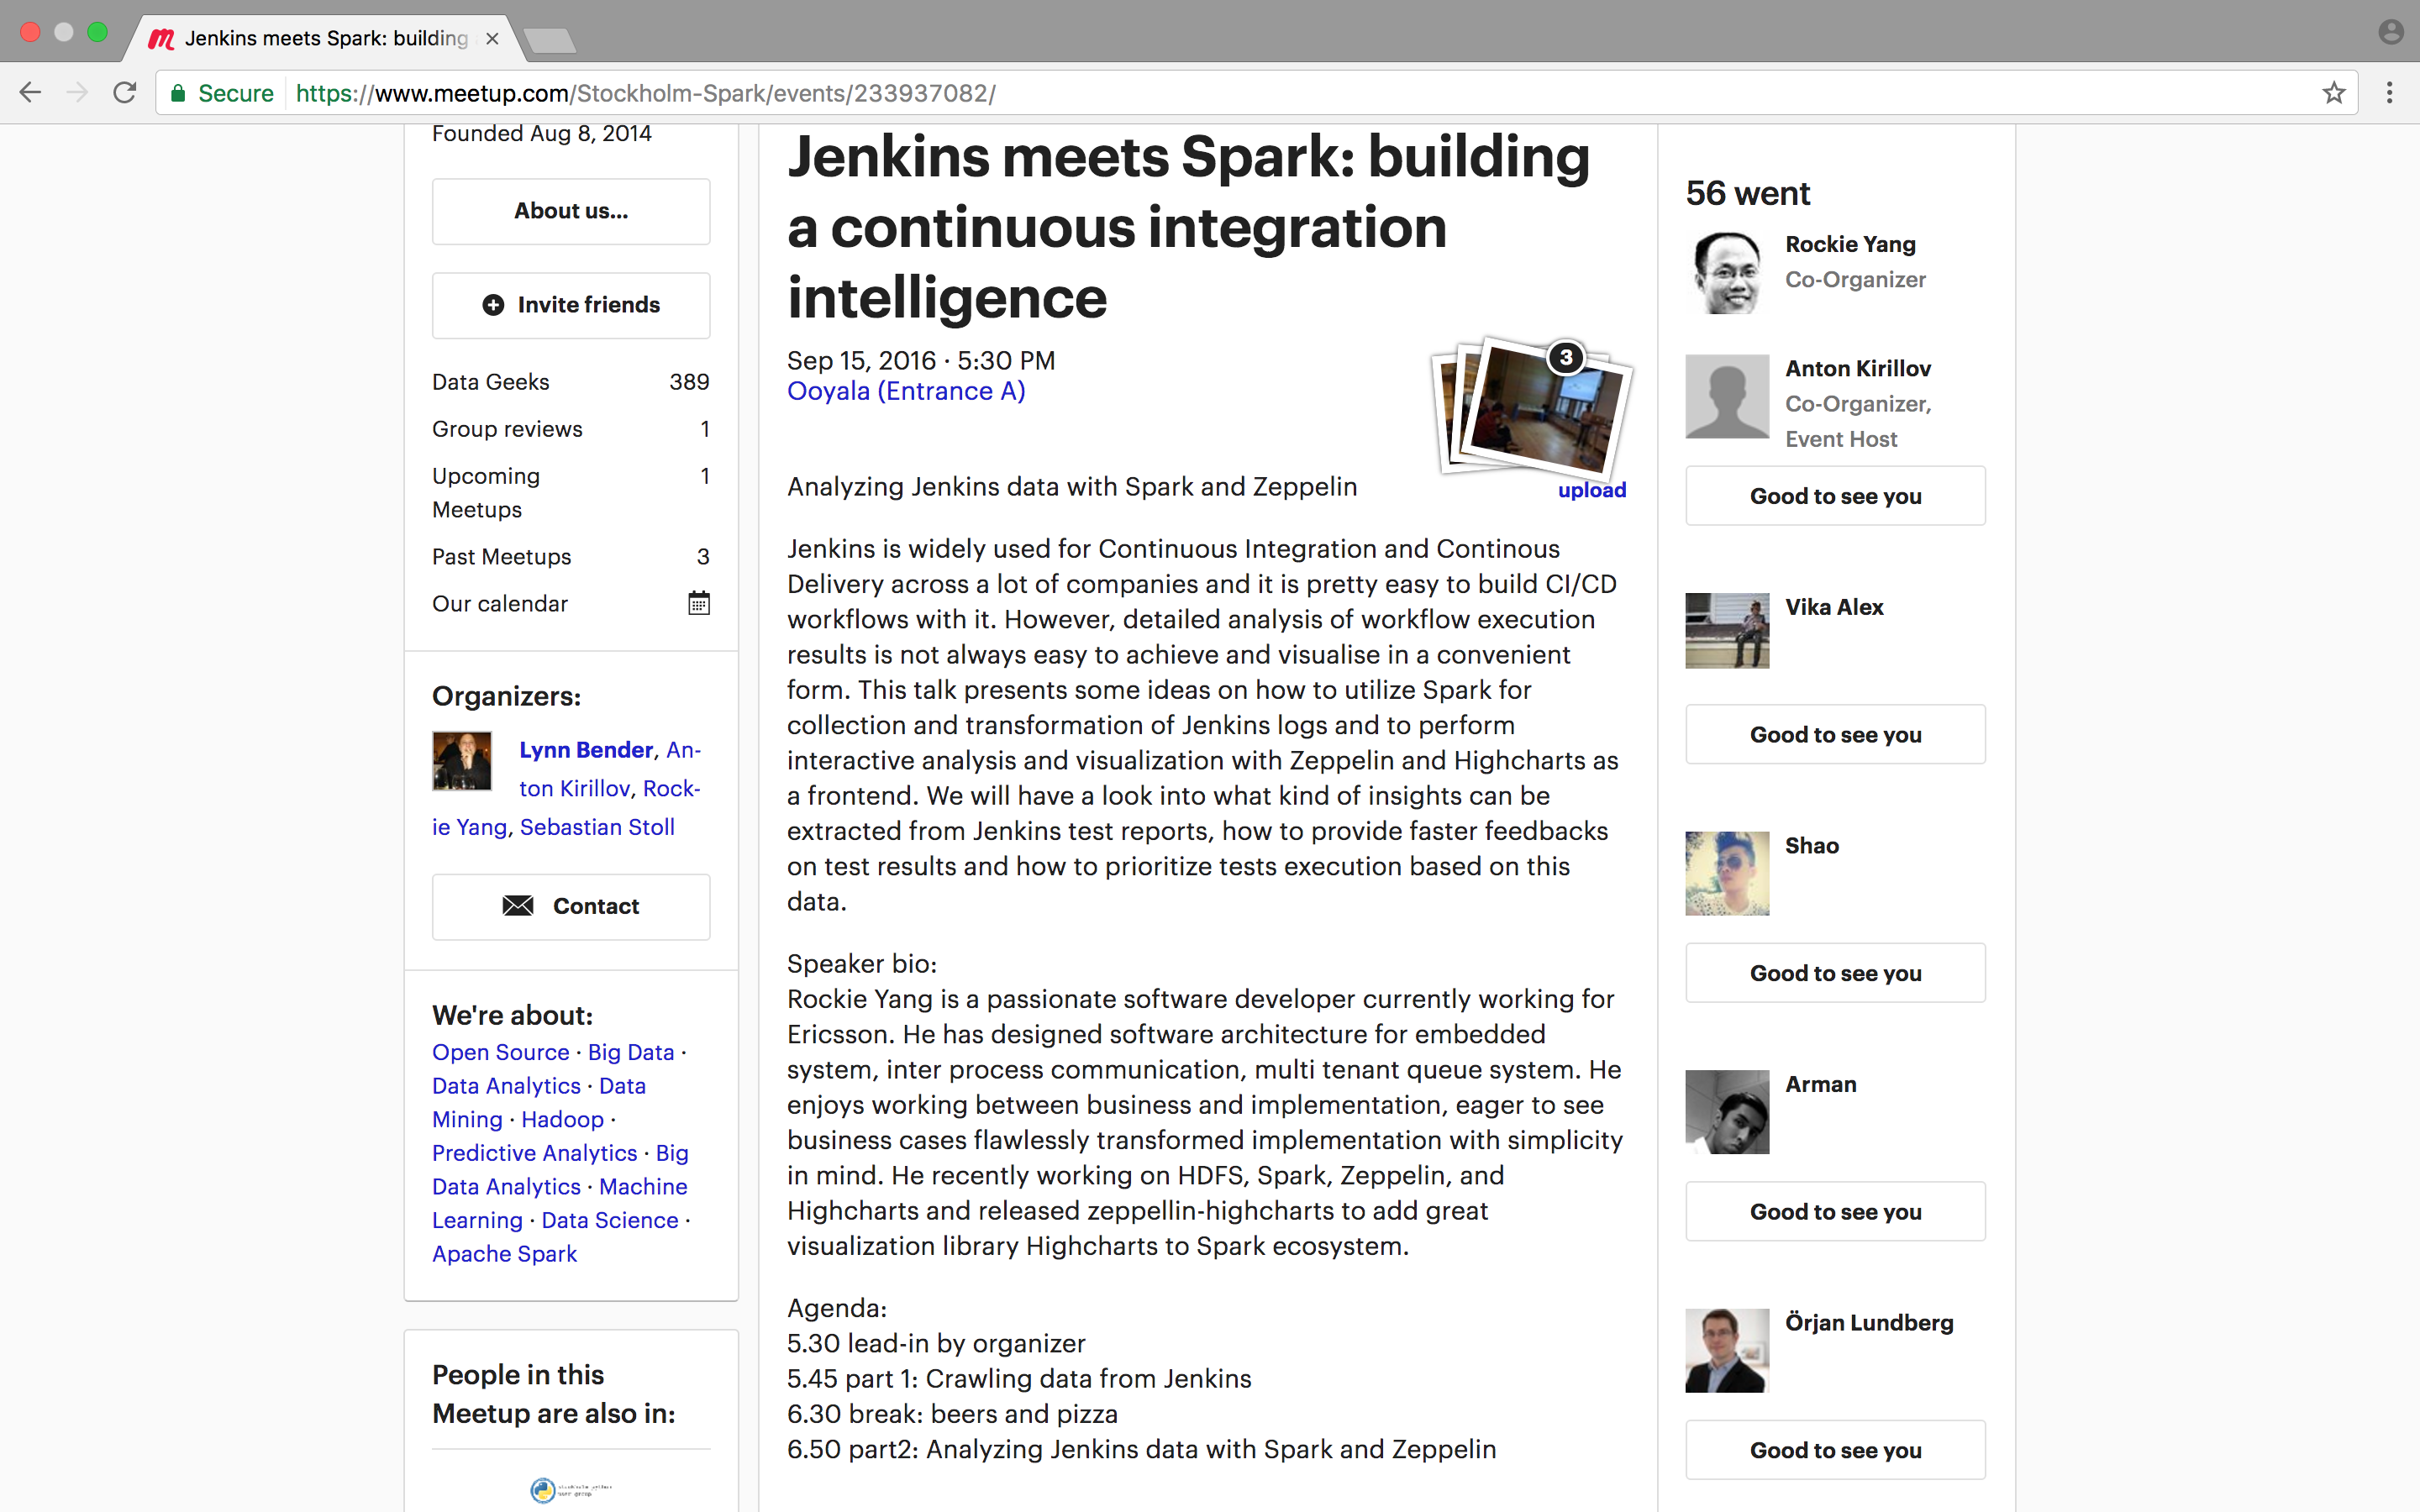 Jenkins meets Spark: building
Secure
https://www.meetup.com/Stockholm-Spark/events/233937082/
Founded Aug 8, 2014
About us...
Invite friends
Data Geeks 389
Group reviews 1
Upcoming 1
Meetups
Past Meetups 3
Our calendar
Organizers:
Lynn Bender, An-
ton Kirillov, Rock-
ie Yang, Sebastian Stoll
Contact
We're about:
Open Source · Big Data ·
Data Analytics · Data
Mining · Hadoop ·
Predictive Analytics · Big
Data Analytics · Machine
Learning · Data Science ·
Apache Spark
People in this
Meetup are also in:
Jenkins meets Spark: building
a continuous integration
intelligence
Sep 15, 2016 · 5:30 PM
Ooyala (Entrance A)
3
upload
Analyzing Jenkins data with Spark and Zeppelin
Jenkins is widely used for Continuous Integration and Continous
Delivery across a lot of companies and it is pretty easy to build CI/CD
workflows with it. However, detailed analysis of workflow execution
results is not always easy to achieve and visualise in a convenient
form. This talk presents some ideas on how to utilize Spark for
collection and transformation of Jenkins logs and to perform
interactive analysis and visualization with Zeppelin and Highcharts as
a frontend. We will have a look into what kind of insights can be
extracted from Jenkins test reports, how to provide faster feedbacks
on test results and how to prioritize tests execution based on this
data.
Speaker bio:
Rockie Yang is a passionate software developer currently working for
Ericsson. He has designed software architecture for embedded
system, inter process communication, multi tenant queue system. He
enjoys working between business and implementation, eager to see
business cases flawlessly transformed implementation with simplicity
in mind. He recently working on HDFS, Spark, Zeppelin, and
Highcharts and released zeppellin-highcharts to add great
visualization library Highcharts to Spark ecosystem.
Agenda:
5.30 lead-in by organizer
5.45 part 1: Crawling data from Jenkins
6.30 break: beers and pizza
6.50 part2: Analyzing Jenkins data with Spark and Zeppelin
56 went
Rockie Yang
Co-Organizer
Anton Kirillov
Co-Organizer,
Event Host
Good to see you
Vika Alex
Good to see you
Shao
Good to see you
Arman
Good to see you
Örjan Lundberg
Good to see you